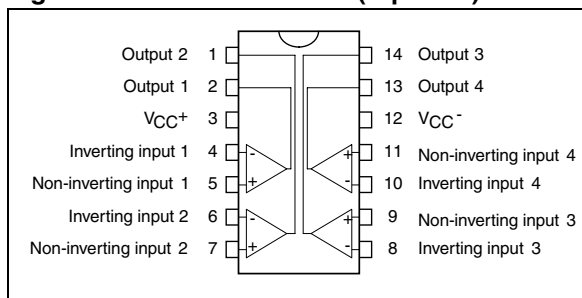 Output 2 1 14 Output 3
Output 1 2 13 Output 4
VCC+ 3 12 VCC-
Inverting input 1 4 - + 11 Non-inverting input 4
Non-inverting input 1 5 + - 10 Inverting input 4
Inverting input 2 6 - + 9 Non-inverting input 3
Non-inverting input 2 7 + - 8 Inverting input 3